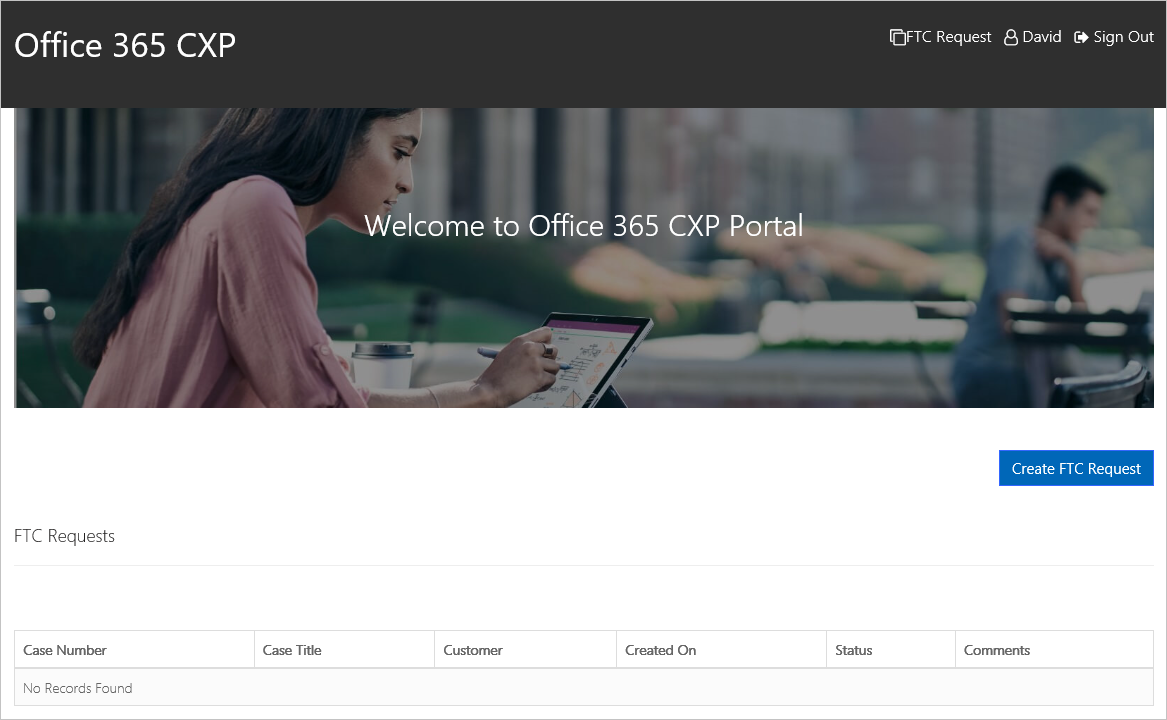 Office 365 CXP
FTC Request David Sign Out
Welcome to Office 365 CXP Portal
Create FTC Request
FTC Requests
Case Number Case Title Customer Created On Status Comments
No Records Found